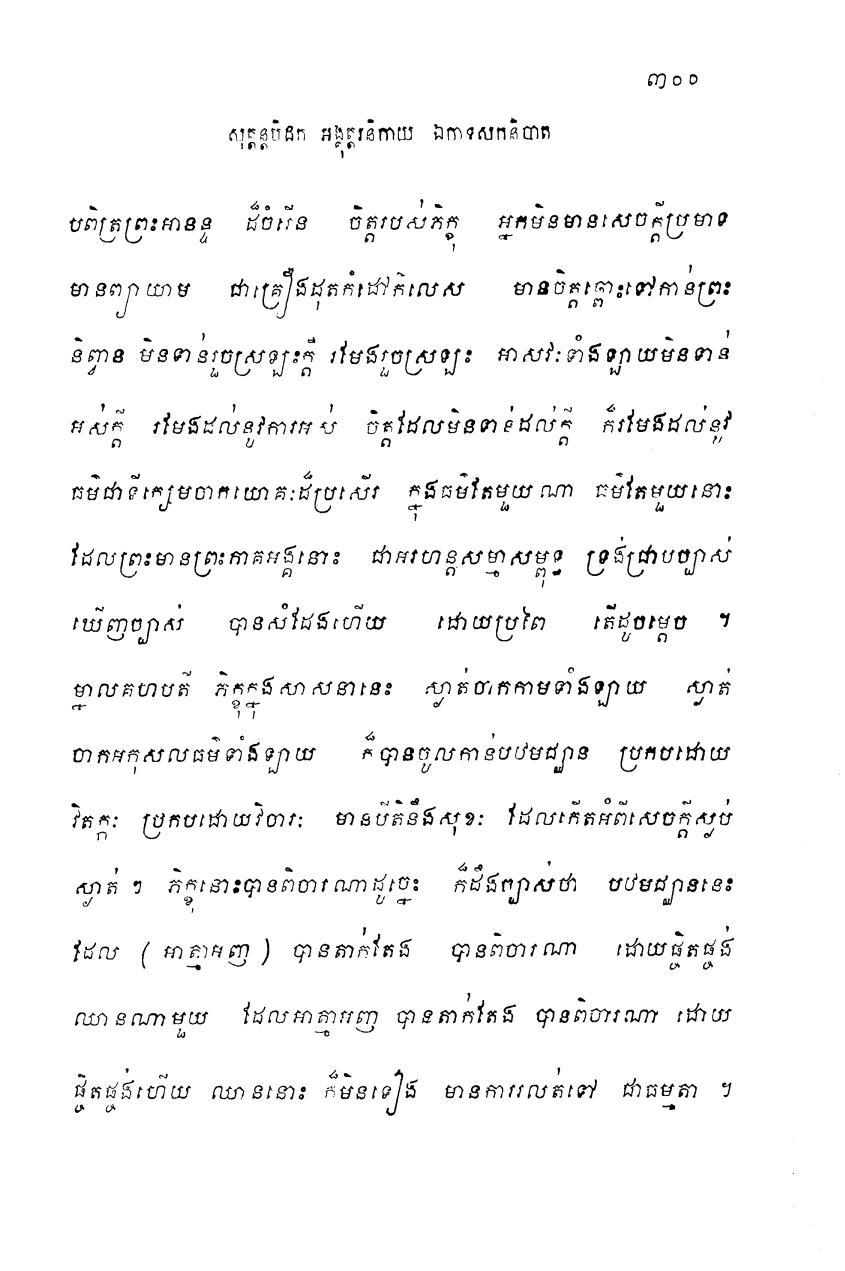 ៣០០
សុត្តន្តបិដក អង្គុត្តរនិកាយ ឯកាទសកនិបាត
បពិត្រព្រះអានន្ទ ដ៏ចំរើន ចិត្តរបស់ភិក្ខុ អ្នកមិនមានសេចក្តីប្រមាទ
មានព្យាយាម ជាគ្រឿងដុតកំដៅកិលេស មានចិត្តឆ្ពោះទៅកាន់ព្រះ
និព្វាន មិនទាន់រួចស្រឡះក្តី រមែងរួចស្រឡះ អាសវៈទាំងឡាយមិនទាន់
អស់ក្តី រមែងដល់នូវការអស់ ចិត្តដែលមិនទាន់ដល់ក្តី ក៏រមែងដល់នូវ
ធម៌ជាទីក្សេមចាកយោគៈដ៏ប្រសើរ ក្នុងធម៌តែមួយណា ធម៌តែមួយនោះ
ដែលព្រះមានព្រះភាគអង្គនោះ ជាអរហន្តសម្មាសម្ពុទ្ធ ទ្រង់ជ្រាបច្បាស់
ឃើញច្បាស់ បានសំដែងហើយ ដោយប្រពៃ តើដូចម្តេច ។
ម្នាលគហបតី ភិក្ខុក្នុងសាសនានេះ ស្ងាត់ចាកកាមទាំងឡាយ ស្ងាត់
ចាកអកុសលធម៌ទាំងឡាយ ក៏បានចូលកាន់បឋមជ្ឈាន ប្រកបដោយ
វិតក្កៈ ប្រកបដោយវិចារៈ មានបីតិនឹងសុខៈ ដែលកើតអំពីសេចក្តីស្ងប់
ស្ងាត់ ។ ភិក្ខុនោះបានពិចារណាដូច្នេះ ក៏ដឹងច្បាស់ថា បឋមជ្ឈាននេះ
ដែល ( អាត្មាអញ ) បានតាក់តែង បានពិចារណា ដោយផ្ចិតផ្ចង់
ឈានណាមួយ ដែលអាត្មាអញ បានតាក់តែង បានពិចារណា ដោយ
ផ្ចិតផ្ចង់ហើយ ឈាននោះ ក៏មិនទៀង មានការរលត់ទៅ ជាធម្មតា ។